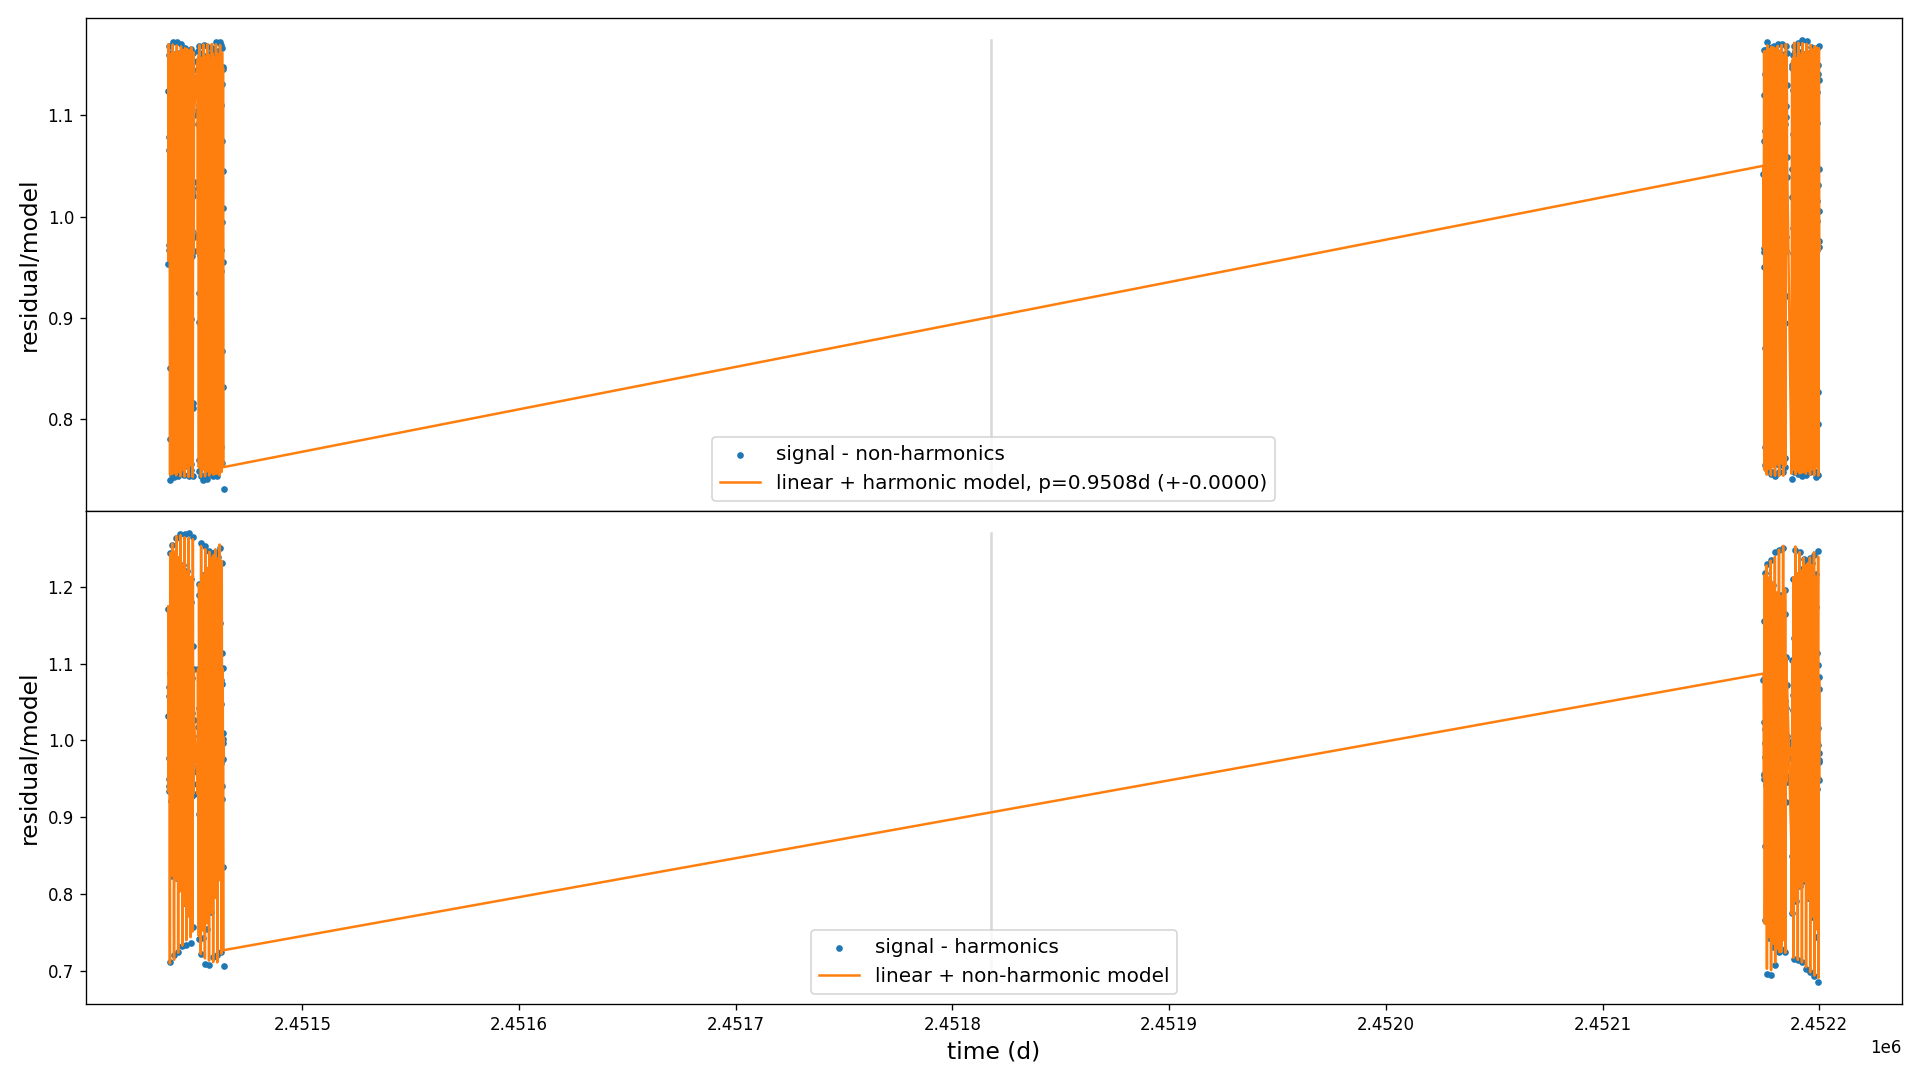 1.1
1.0
0.9
0.8
residual/model
signal - non-harmonics
linear + harmonic model, p=0.9508d (+-0.0000)
1.2
1.1
1.0
0.9
0.8
0.7
residual/model
signal - harmonics
linear + non-harmonic model
2.4515 2.4516 2.4517 2.4518 2.4519 2.4520 2.4521 2.4522
time (d)
1e6